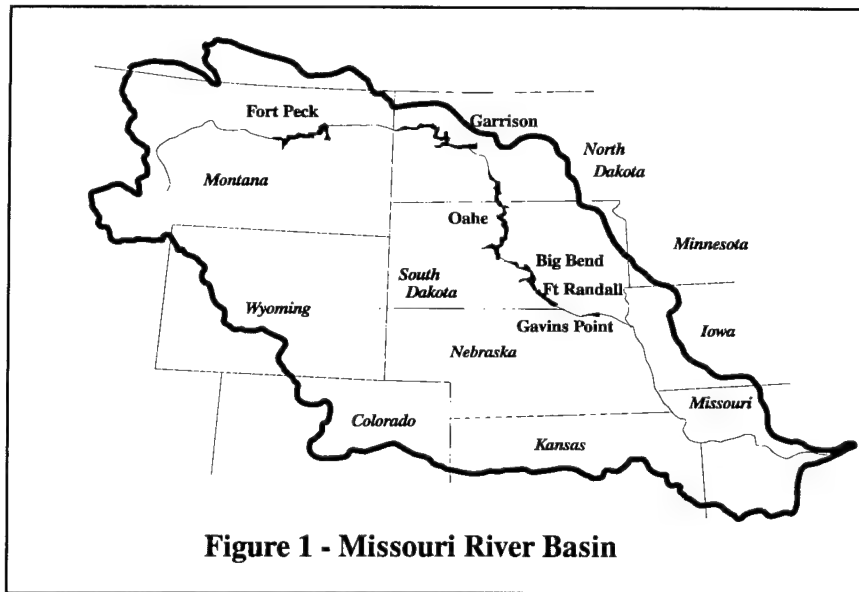 Fort Peck
Garrison
North
Dakota
Montana
Oahe
Minnesota
Big Bend
South
Dakota
Ft Randall
Wyoming
Gavins Point
Iowa
Nebraska
Missouri
Colorado
Kansas
Figure 1 - Missouri River Basin